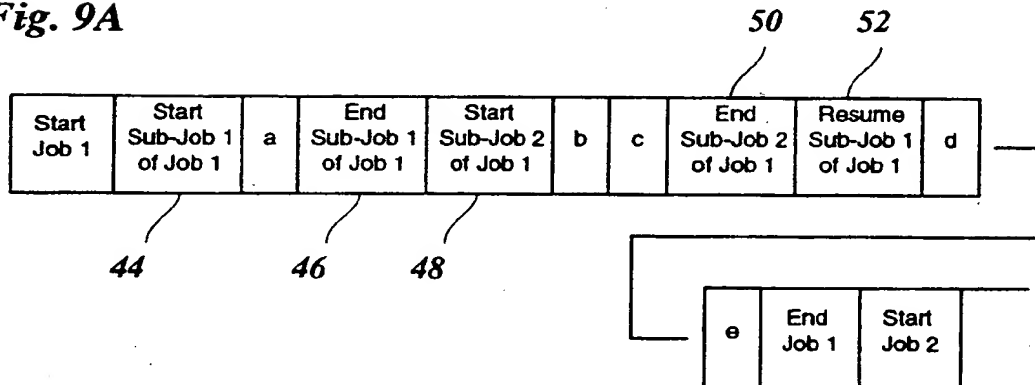 Fig. 9A
50 52
Start Job 1
Start Sub-Job 1 of Job 1
a
End Sub-Job 1 of Job 1
Start Sub-Job 2 of Job 1
b
c
End Sub-Job 2 of Job 1
Resume Sub-Job 1 of Job 1
d
44 46 48
e
End Job 1
Start Job 2